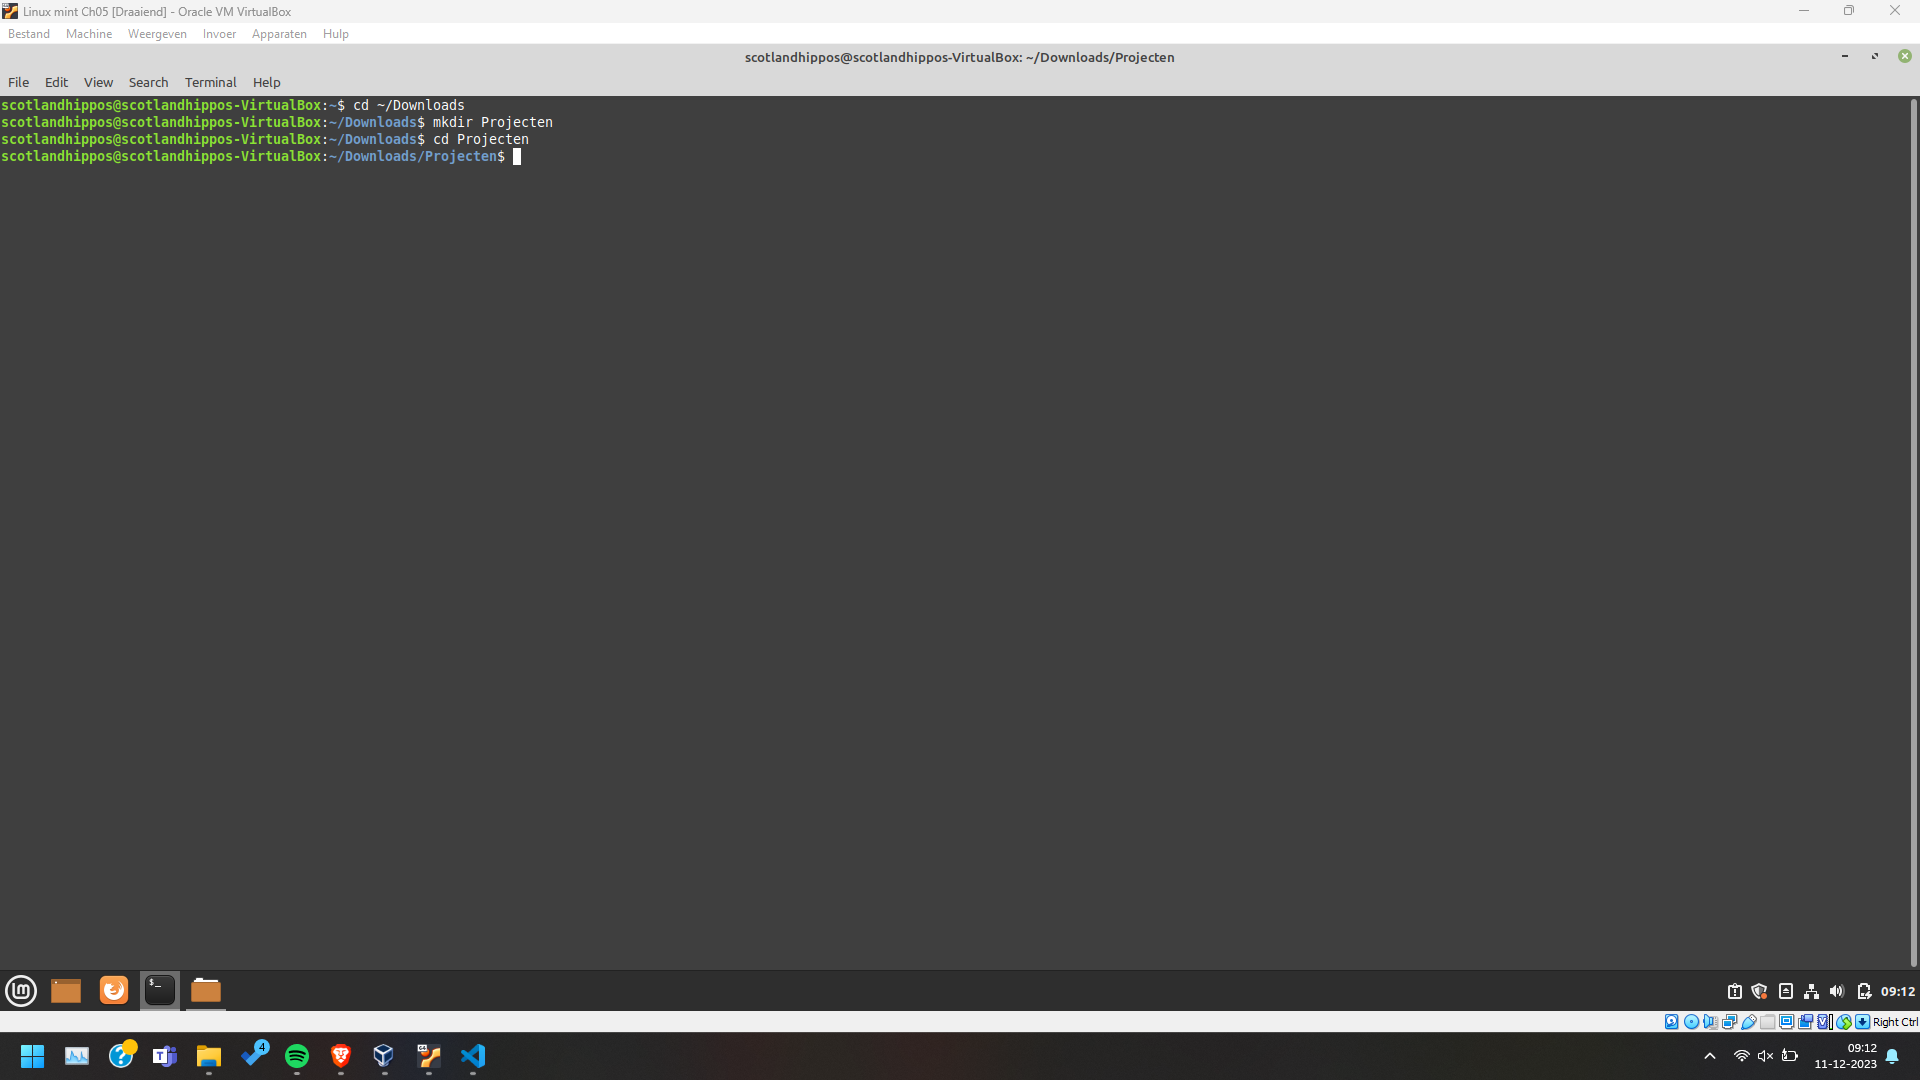 Linux mint Ch05 [Draaiend] - Oracle VM VirtualBox
Bestand Machine Weergeven Invoer Apparaten Hulp
scotlandhippos@scotlandhippos-VirtualBox: ~/Downloads/Projecten
File Edit View Search Terminal Help
scotlandhippos@scotlandhippos-VirtualBox:~$ cd ~/Downloads
scotlandhippos@scotlandhippos-VirtualBox:~/Downloads$ mkdir Projecten
scotlandhippos@scotlandhippos-VirtualBox:~/Downloads$ cd Projecten
scotlandhippos@scotlandhippos-VirtualBox:~/Downloads/Projecten$
$_
09:12
Right Ctrl
4
64
09:12
11-12-2023